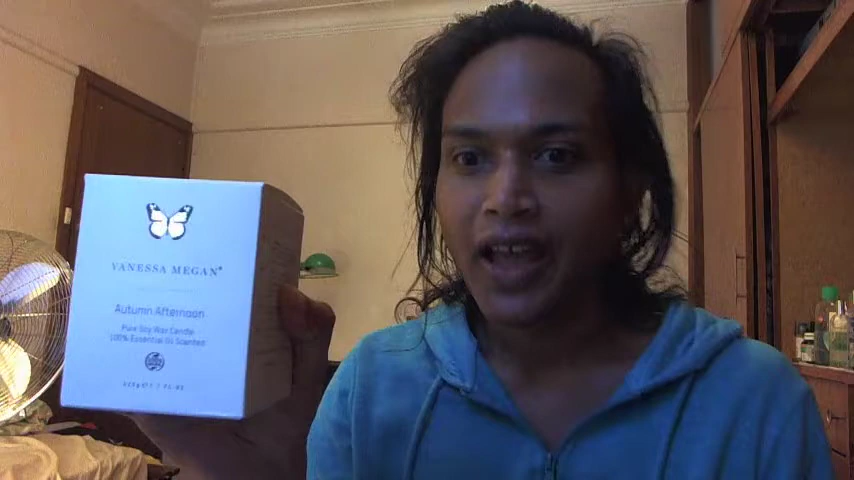 VANESSA MEGAN®
Autumn Afternoon
Pure Soy Wax Candle
100% Essential Oil Scented